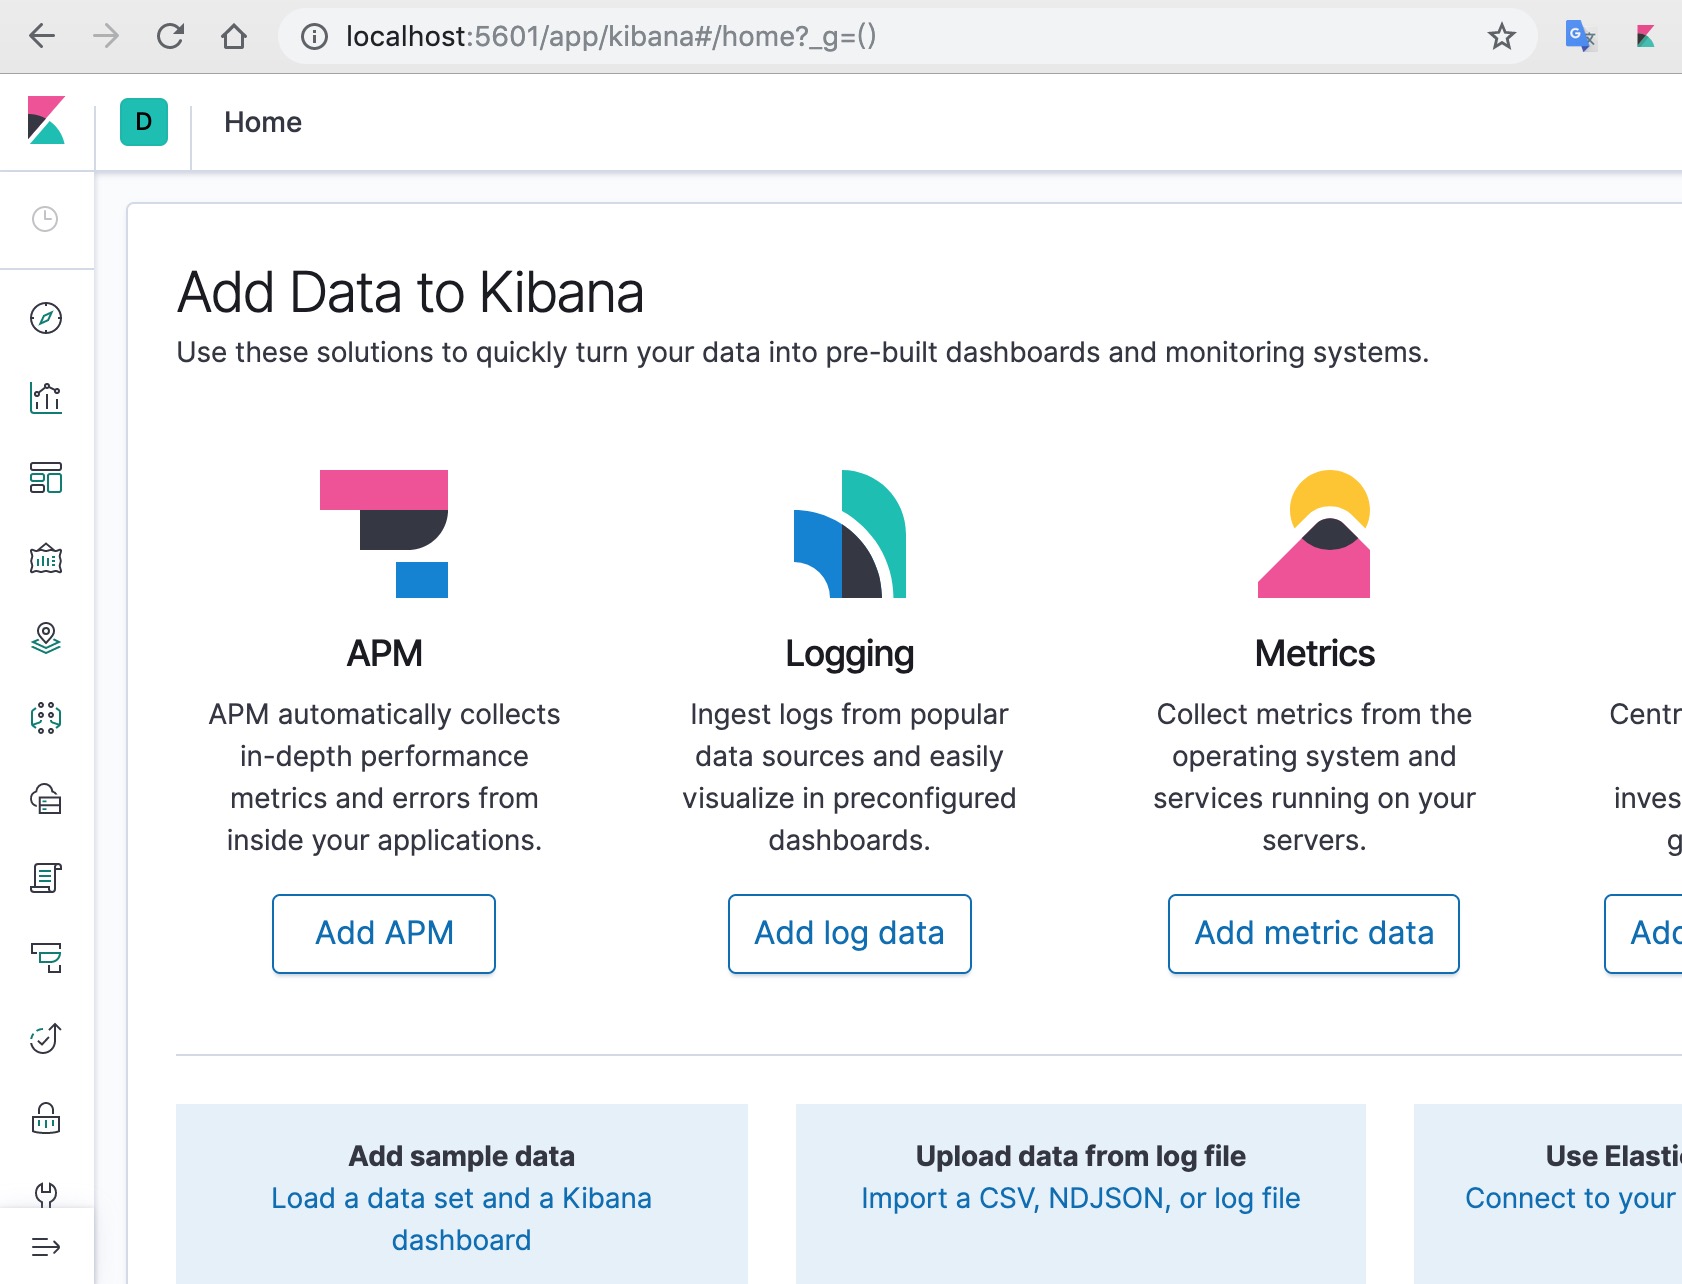 localhost:5601/app/kibana#/home?_g=()
D
Home
Add Data to Kibana
Use these solutions to quickly turn your data into pre-built dashboards and monitoring systems.
APM
APM automatically collects
in-depth performance
metrics and errors from
inside your applications.
Add APM
Logging
Ingest logs from popular
data sources and easily
visualize in preconfigured
dashboards.
Add log data
Metrics
Collect metrics from the
operating system and
services running on your
servers.
Add metric data
Centr
inves
g
Add
Add sample data
Load a data set and a Kibana
dashboard
Upload data from log file
Import a CSV, NDJSON, or log file
Use Elasti
Connect to your